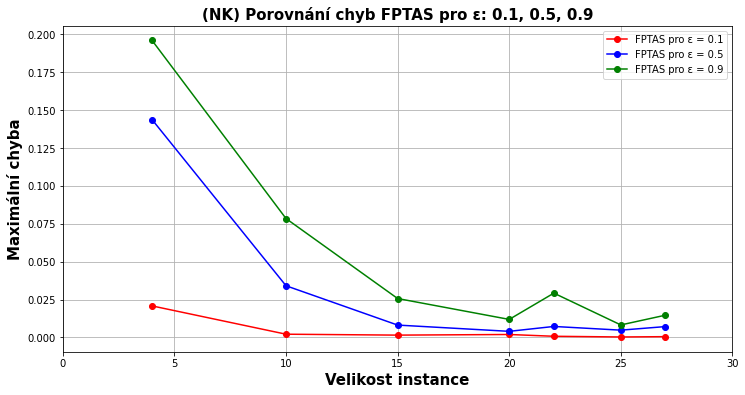 (NK) Porovnání chyb FPTAS pro ε: 0.1, 0.5, 0.9
FPTAS pro ε = 0.1
FPTAS pro ε = 0.5
FPTAS pro ε = 0.9
Maximální chyba
0.200
0.175
0.150
0.125
0.100
0.075
0.050
0.025
0.000
0 5 10 15 20 25 30
Velikost instance